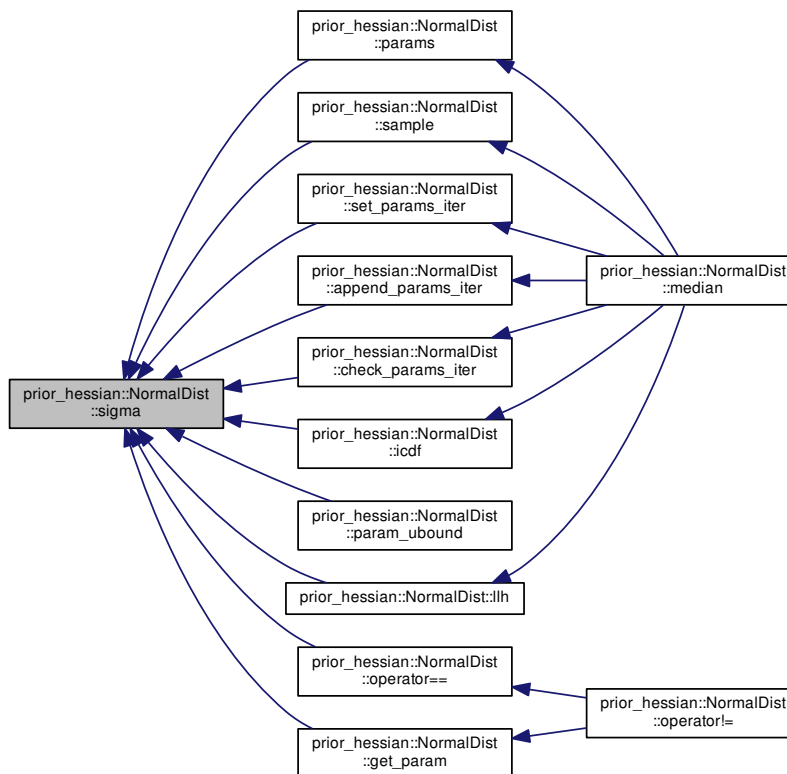 prior_hessian::NormalDist
::params
prior_hessian::NormalDist
::sample
prior_hessian::NormalDist
::set_params_iter
prior_hessian::NormalDist
::append_params_iter
prior_hessian::NormalDist
::median
prior_hessian::NormalDist
::check_params_iter
prior_hessian::NormalDist
::sigma
prior_hessian::NormalDist
::icdf
prior_hessian::NormalDist
::param_ubound
prior_hessian::NormalDist::llh
prior_hessian::NormalDist
::operator==
prior_hessian::NormalDist
::operator!=
prior_hessian::NormalDist
::get_param